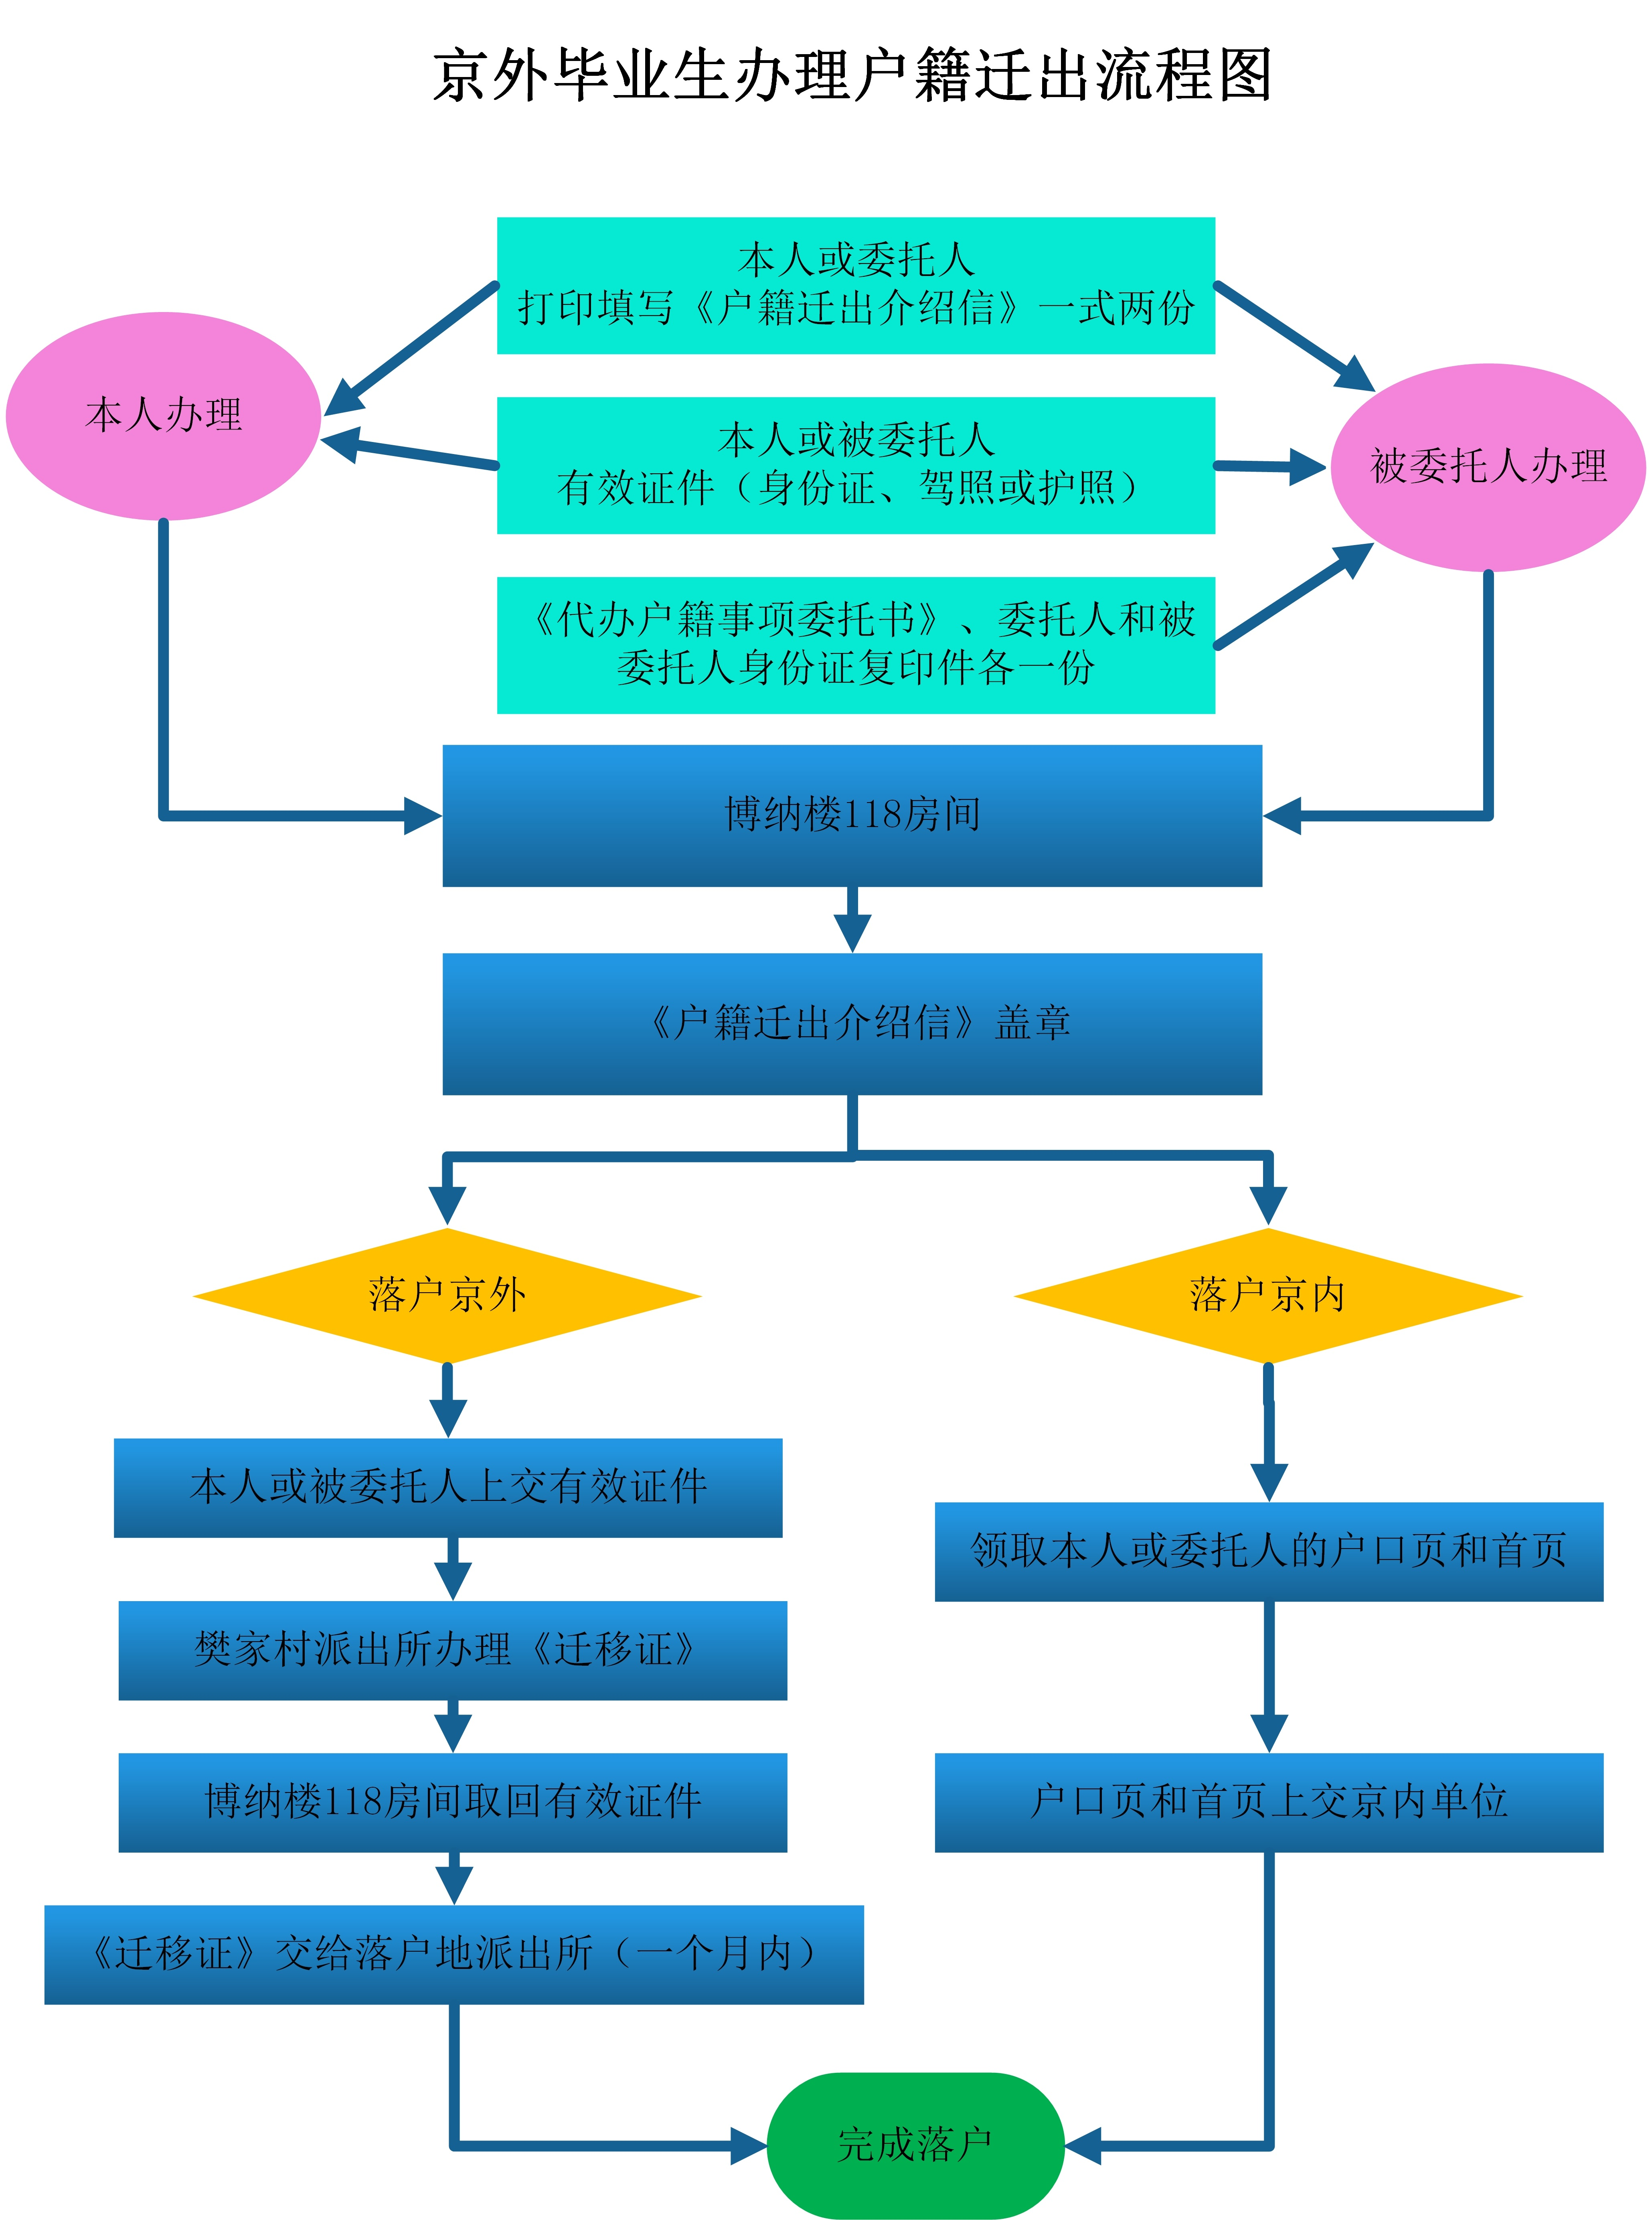 京外毕业生办理户籍迁出流程图
本人或委托人
打印填写《户籍迁出介绍信》一式两份
本人办理
本人或被委托人
有效证件（身份证、驾照或护照）
被委托人办理
《代办户籍事项委托书》、委托人和被
委托人身份证复印件各一份
博纳楼118房间
《户籍迁出介绍信》盖章
落户京外
落户京内
本人或被委托人上交有效证件
领取本人或委托人的户口页和首页
樊家村派出所办理《迁移证》
博纳楼118房间取回有效证件
户口页和首页上交京内单位
《迁移证》交给落户地派出所（一个月内）
完成落户